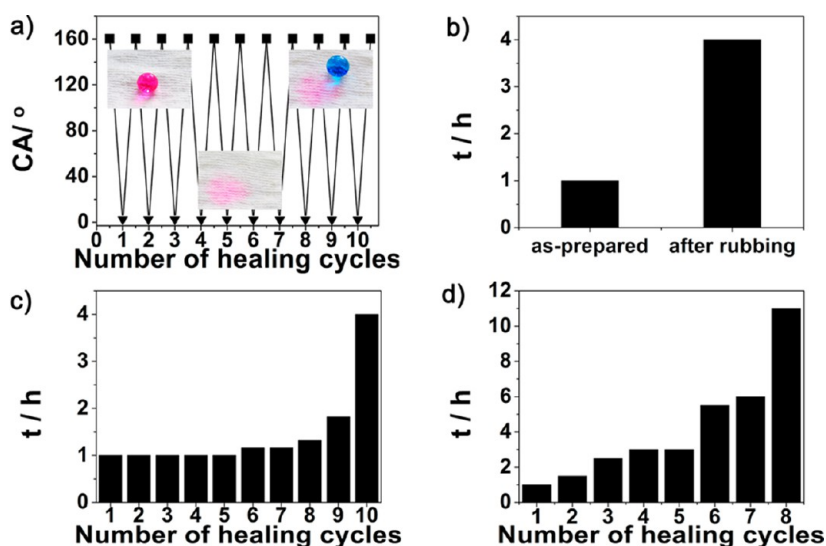 a)
CA/ °
160
120
80
40
0
0 1 2 3 4 5 6 7 8 9 10
Number of healing cycles
b)
t / h
4
3
2
1
0
as-prepared after rubbing
c)
t / h
4
3
2
1
0
1 2 3 4 5 6 7 8 9 10
Number of healing cycles
d)
t / h
12
10
8
6
4
2
0
1 2 3 4 5 6 7 8
Number of healing cycles